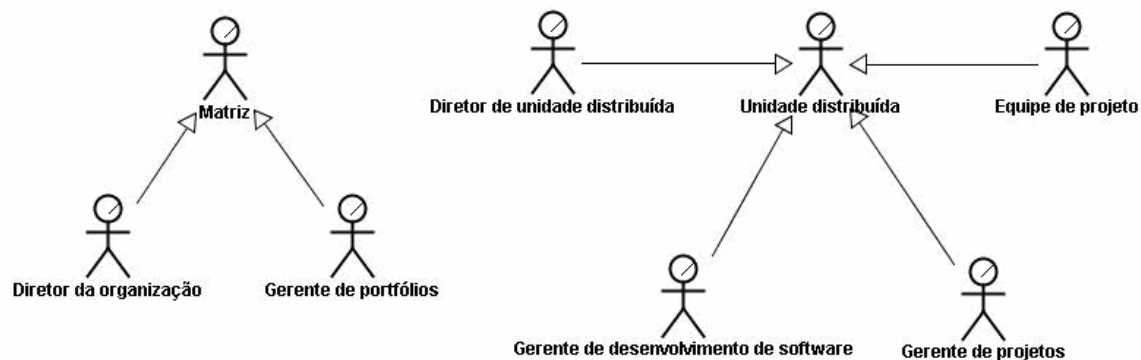 Matriz
Diretor de unidade distribuída
Unidade distribuída
Equipe de projeto
Diretor da organização
Gerente de portfólios
Gerente de desenvolvimento de software
Gerente de projetos